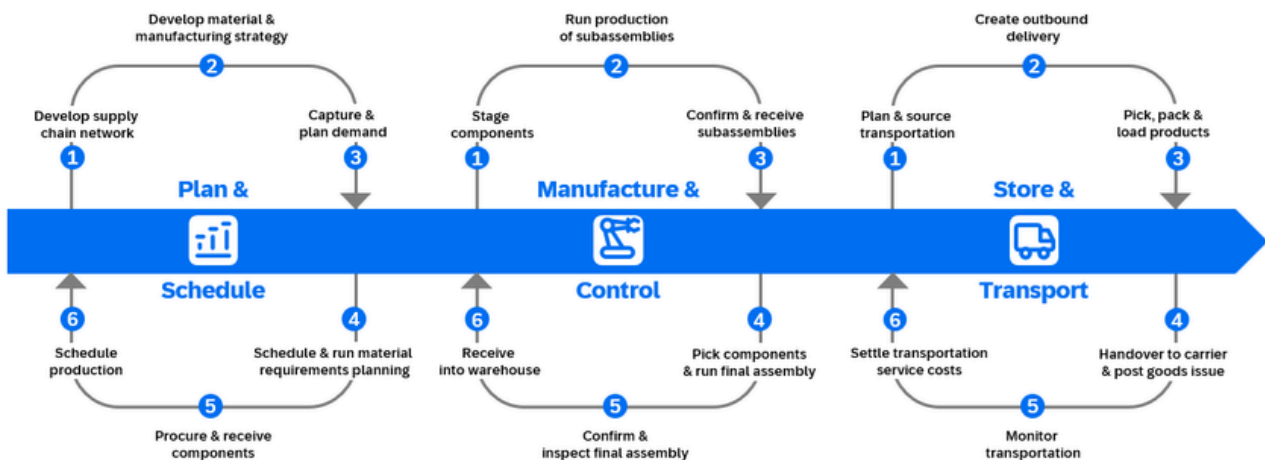 Develop material &
manufacturing strategy
2
Develop supply
chain network
1
Capture &
plan demand
3
Plan &
Schedule
6
Schedule
production
4
Schedule & run material
requirements planning
5
Procure & receive
components
Run production
of subassemblies
2
Stage
components
1
Confirm & receive
subassemblies
3
Manufacture &
Control
6
Receive
into warehouse
4
Pick components
& run final assembly
5
Confirm &
inspect final assembly
Create outbound
delivery
2
Plan & source
transportation
1
Pick, pack &
load products
3
Store &
Transport
6
Settle transportation
service costs
4
Handover to carrier
& post goods issue
5
Monitor
transportation